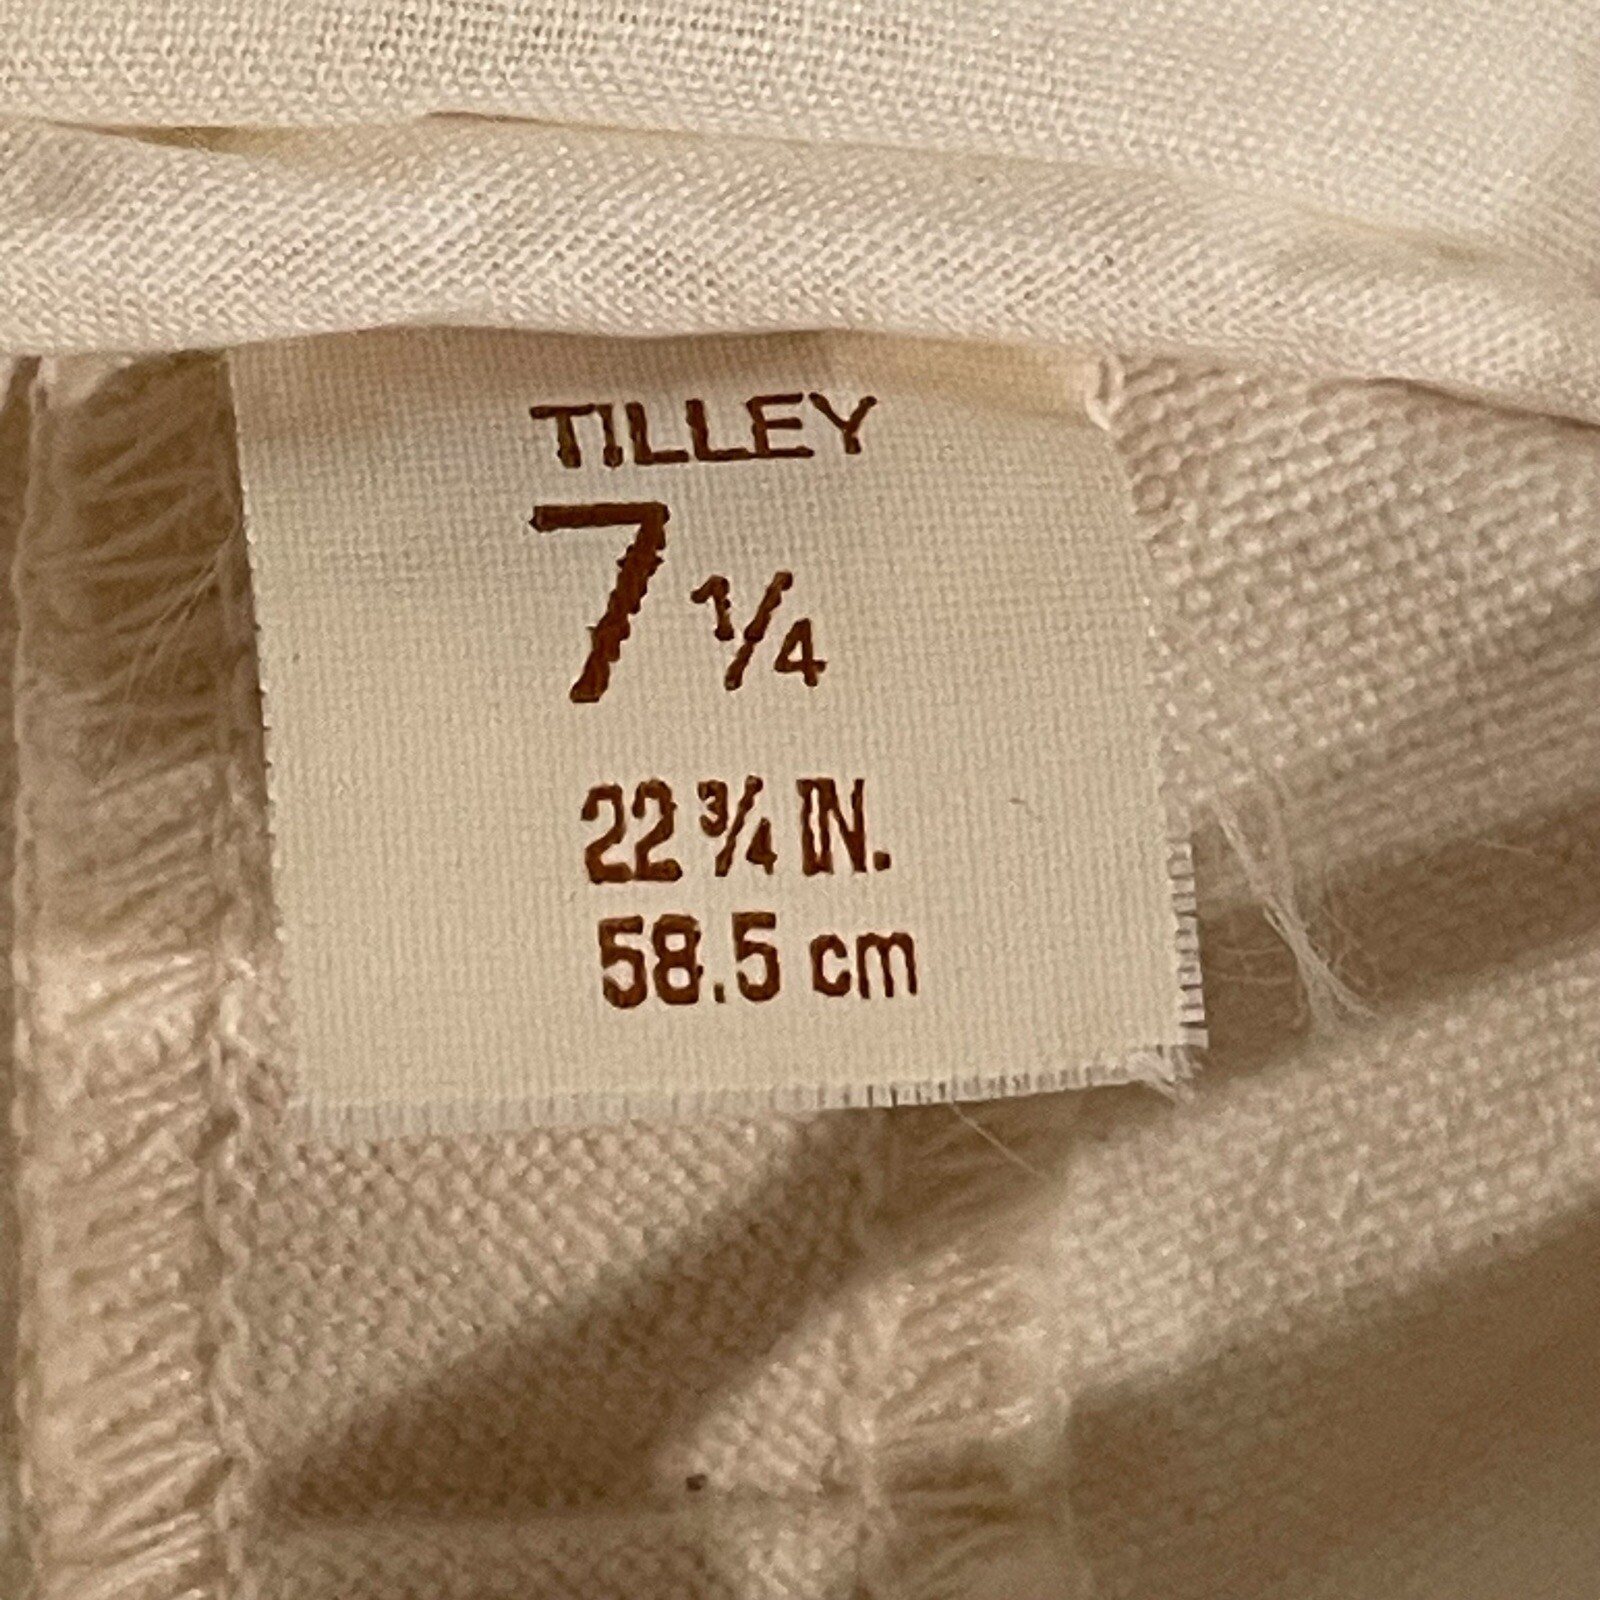 TILLEY
7 1/4
22 3/4 IN.
58.5 cm